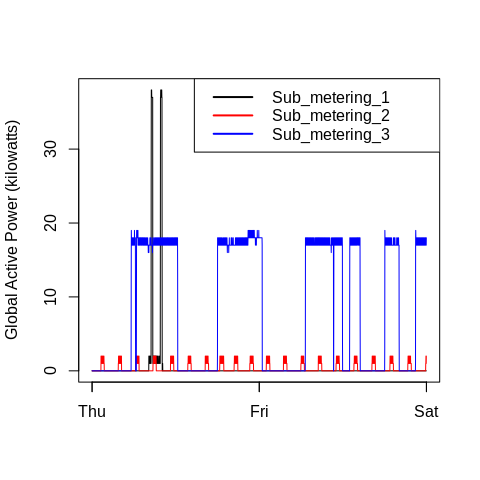 Sub_metering_1
Sub_metering_2
Sub_metering_3
Global Active Power (kilowatts)
30
20
10
0
Thu Fri Sat